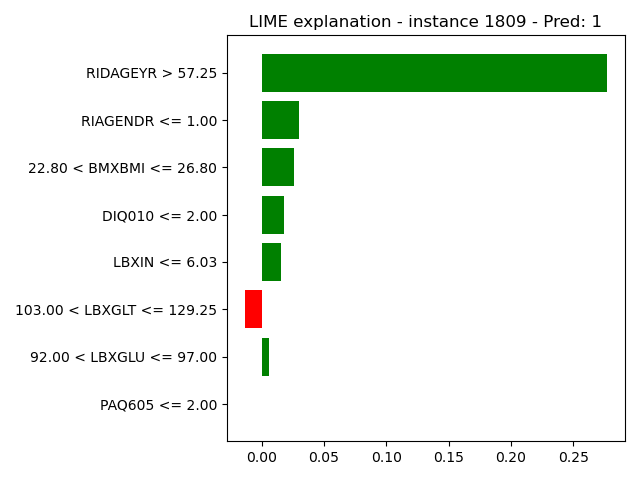 LIME explanation - instance 1809 - Pred: 1
RIDAGEYR > 57.25
RIAGENDR <= 1.00
22.80 < BMXBMI <= 26.80
DIQ010 <= 2.00
LBXIN <= 6.03
103.00 < LBXGLT <= 129.25
92.00 < LBXGLU <= 97.00
PAQ605 <= 2.00
0.00 0.05 0.10 0.15 0.20 0.25